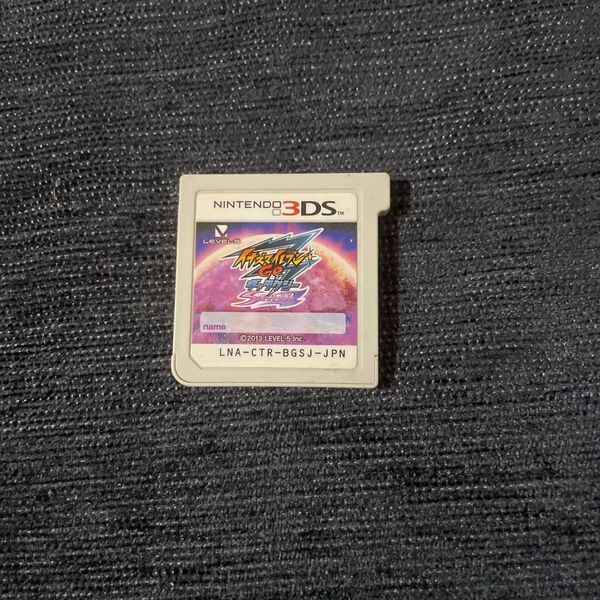 NINTENDO 3DS™
LEVEL5
イナズマイレブン
GO
ギャラクシー
name
©2013 LEVEL-5 Inc.
LNA-CTR-BGSJ-JPN